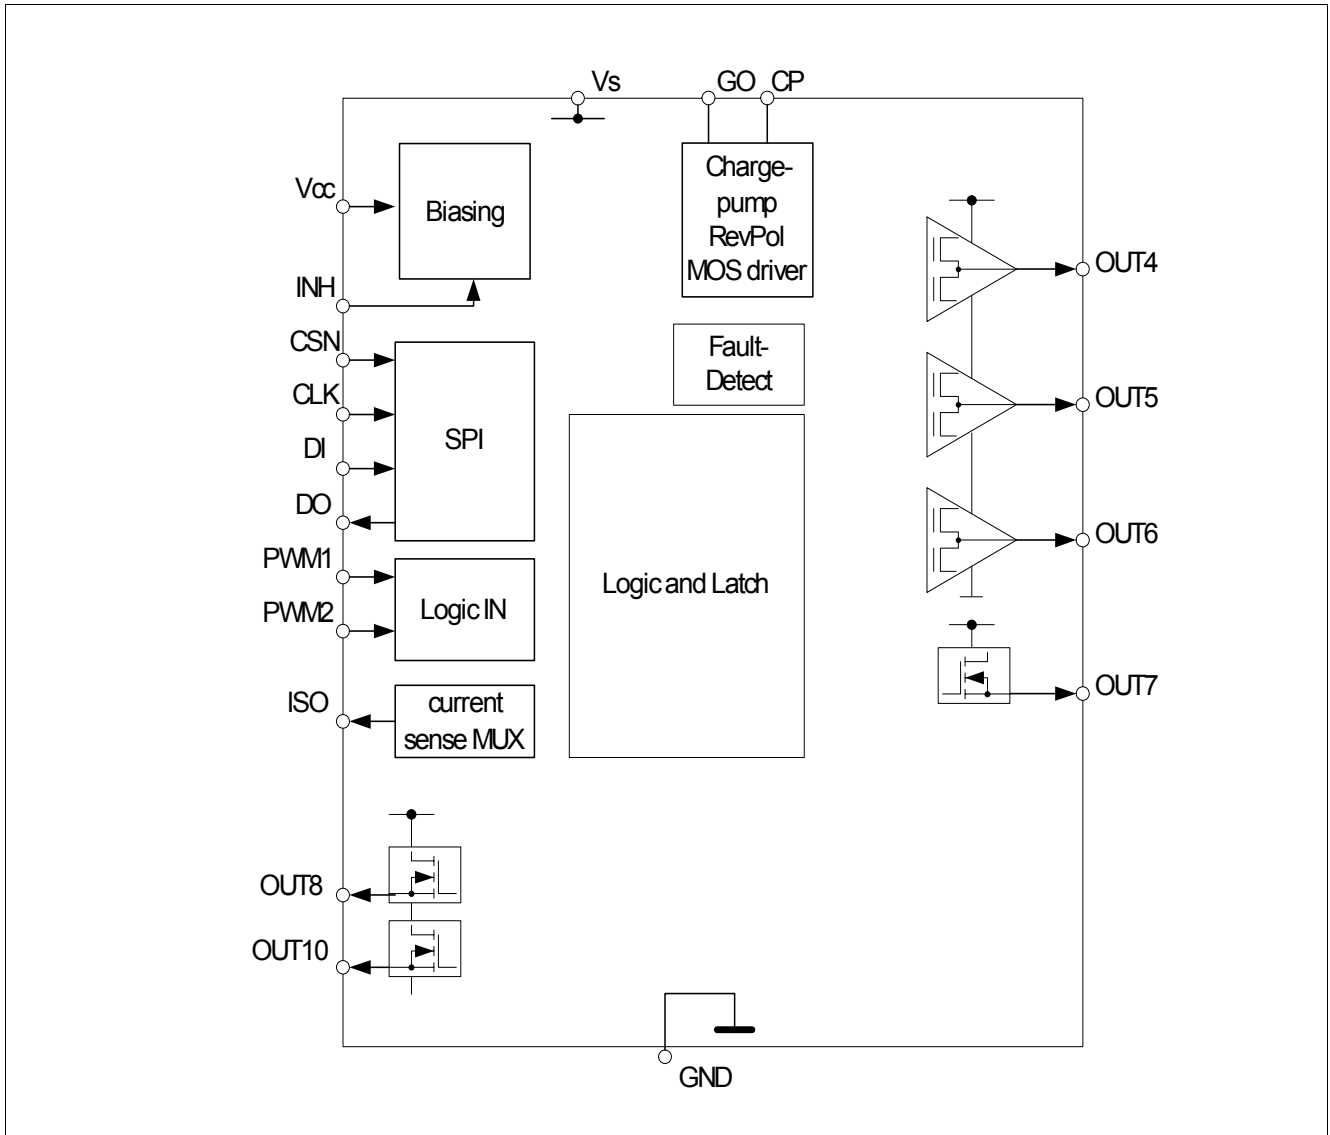 Vs
GO CP
Vcc
Biasing
Charge-
pump
RevPol
MOS driver
INH
OUT4
CSN
CLK
DI
DO
SPI
Fault-
Detect
OUT5
PWM1
PWM2
Logic IN
Logic and Latch
OUT6
ISO
current
sense MUX
OUT7
OUT8
OUT10
GND